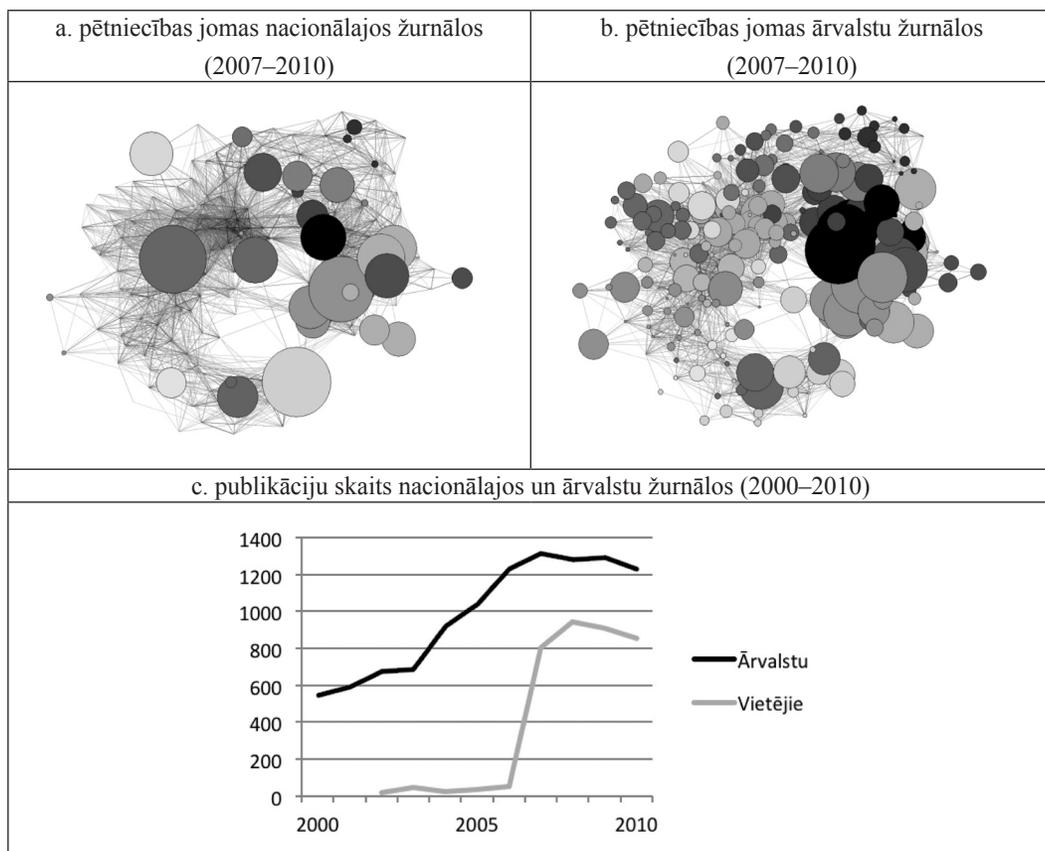 a. pētniecības jomas nacionālajos žurnālos
(2007–2010)
b. pētniecības jomas ārvalstu žurnālos
(2007–2010)
c. publikāciju skaits nacionālajos un ārvalstu žurnālos (2000–2010)
1400
1200
1000
800
600
400
200
0
2000
2005
2010
Ārvalstu
Vietējie